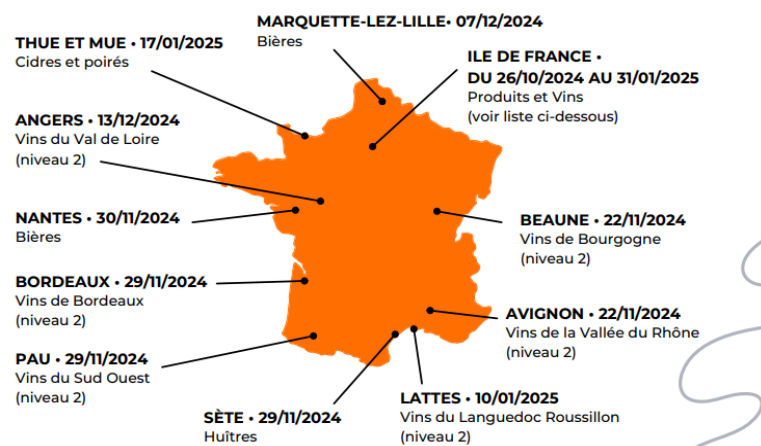 MARQUETTE-LEZ-LILLE• 07/12/2024
Bières
THUE ET MUE • 17/01/2025
Cidres et poirés
ILE DE FRANCE •
DU 26/10/2024 AU 31/01/2025
Produits et Vins
(voir liste ci-dessous)
ANGERS • 13/12/2024
Vins du Val de Loire
(niveau 2)
NANTES • 30/11/2024
Bières
BEAUNE • 22/11/2024
Vins de Bourgogne
(niveau 2)
BORDEAUX • 29/11/2024
Vins de Bordeaux
(niveau 2)
AVIGNON • 22/11/2024
Vins de la Vallée du Rhône
(niveau 2)
PAU • 29/11/2024
Vins du Sud Ouest
(niveau 2)
SÈTE • 29/11/2024
Huîtres
LATTES • 10/01/2025
Vins du Languedoc Roussillon
(niveau 2)